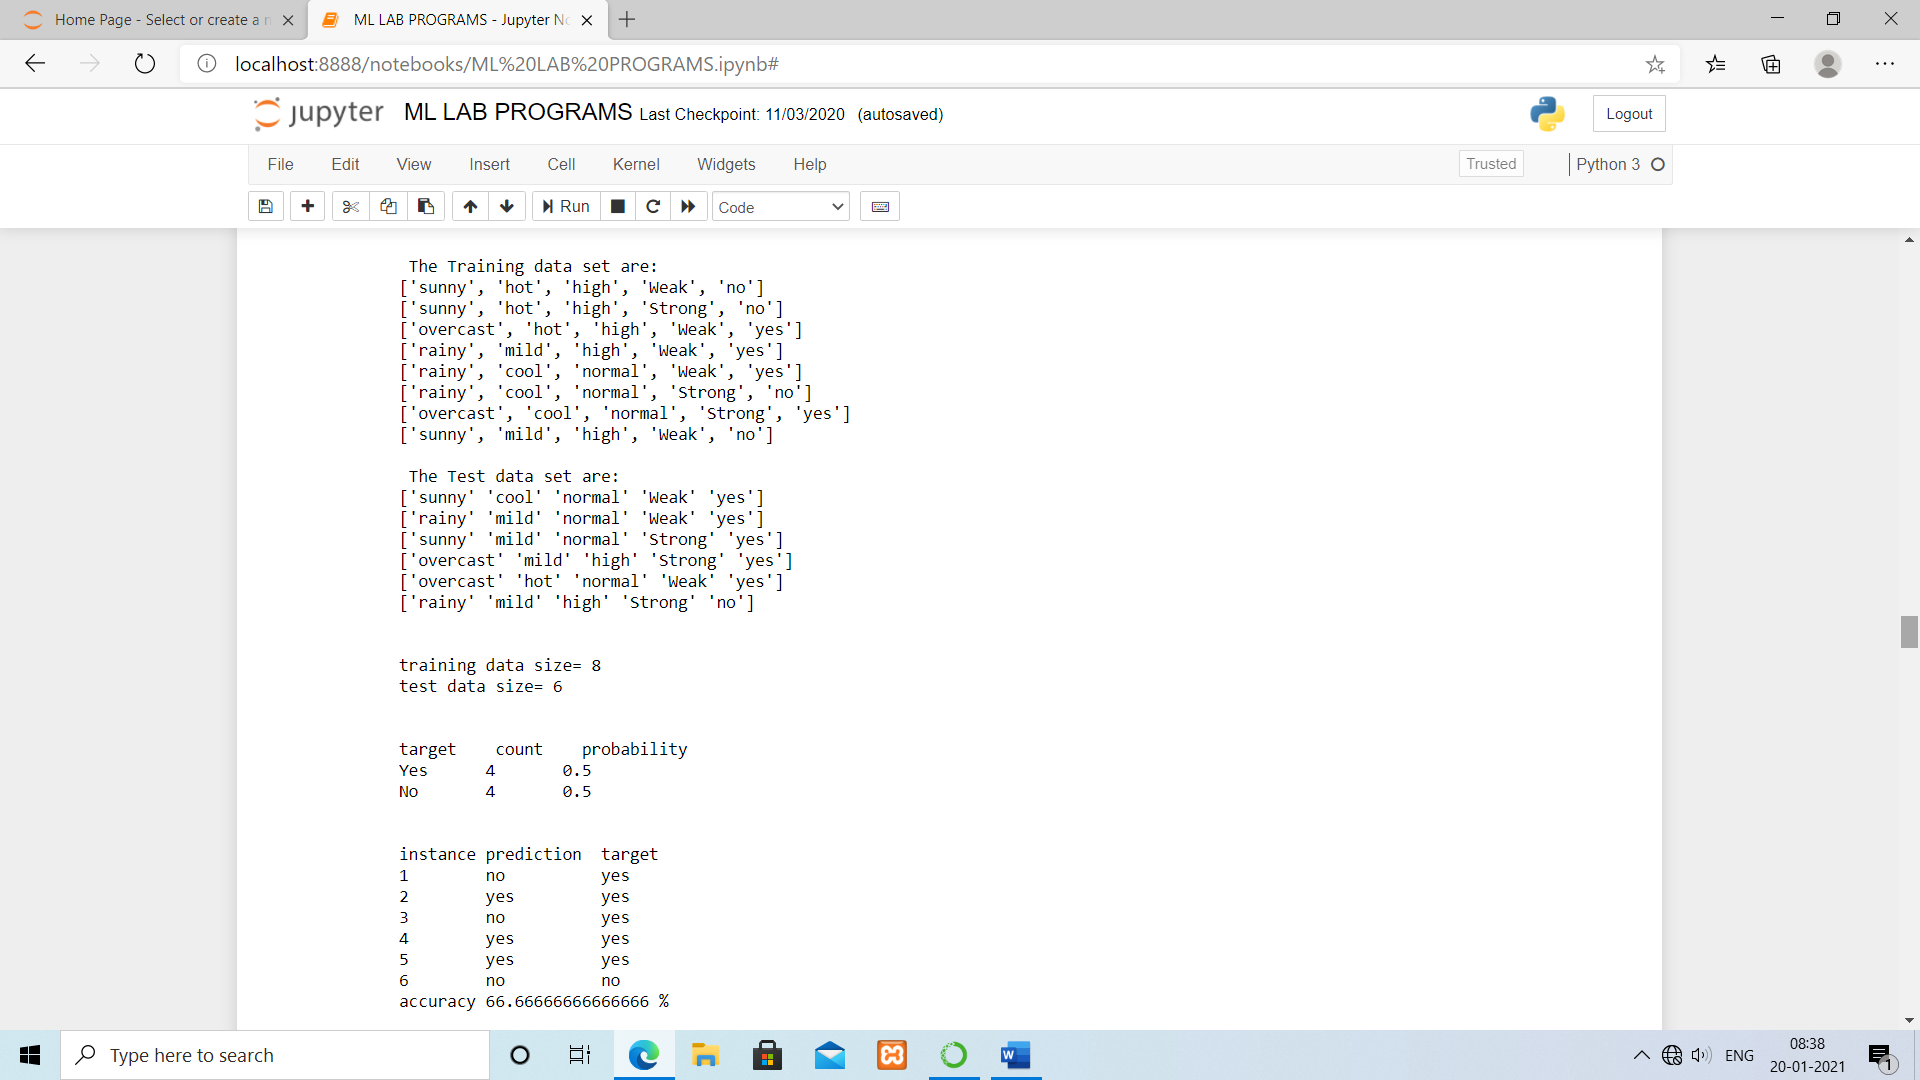 Home Page - Select or create a n
ML LAB PROGRAMS - Jupyter No
localhost:8888/notebooks/ML%20LAB%20PROGRAMS.ipynb#
jupyter ML LAB PROGRAMS Last Checkpoint: 11/03/2020 (autosaved)
Logout
File Edit View Insert Cell Kernel Widgets Help
Trusted
Python 3
Run
Code
The Training data set are:
['sunny', 'hot', 'high', 'Weak', 'no']
['sunny', 'hot', 'high', 'Strong', 'no']
['overcast', 'hot', 'high', 'Weak', 'yes']
['rainy', 'mild', 'high', 'Weak', 'yes']
['rainy', 'cool', 'normal', 'Weak', 'yes']
['rainy', 'cool', 'normal', 'Strong', 'no']
['overcast', 'cool', 'normal', 'Strong', 'yes']
['sunny', 'mild', 'high', 'Weak', 'no']
The Test data set are:
['sunny' 'cool' 'normal' 'Weak' 'yes']
['rainy' 'mild' 'normal' 'Weak' 'yes']
['sunny' 'mild' 'normal' 'Strong' 'yes']
['overcast' 'mild' 'high' 'Strong' 'yes']
['overcast' 'hot' 'normal' 'Weak' 'yes']
['rainy' 'mild' 'high' 'Strong' 'no']
training data size= 8
test data size= 6
target count probability
Yes 4 0.5
No 4 0.5
instance prediction target
1 no yes
2 yes yes
3 no yes
4 yes yes
5 yes yes
6 no no
accuracy 66.66666666666666 %
Type here to search
W
ENG
08:38
20-01-2021
1